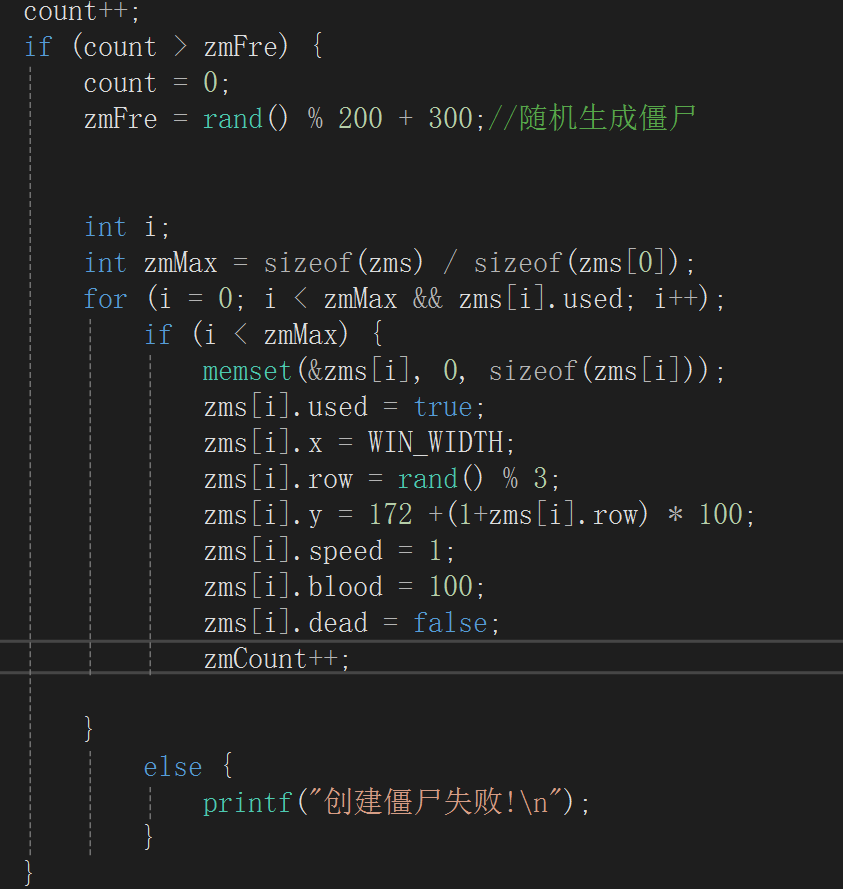 count++;
if (count > zmFre) {
count = 0;
zmFre = rand() % 200 + 300;//随机生成僵尸
int i;
int zmMax = sizeof(zms) / sizeof(zms[0]);
for (i = 0; i < zmMax && zms[i].used; i++);
if (i < zmMax) {
memset(&zms[i], 0, sizeof(zms[i]));
zms[i].used = true;
zms[i].x = WIN_WIDTH;
zms[i].row = rand() % 3;
zms[i].y = 172 +(1+zms[i].row) * 100;
zms[i].speed = 1;
zms[i].blood = 100;
zms[i].dead = false;
zmCount++;
}
else {
printf("创建僵尸失败!\n");
}
}